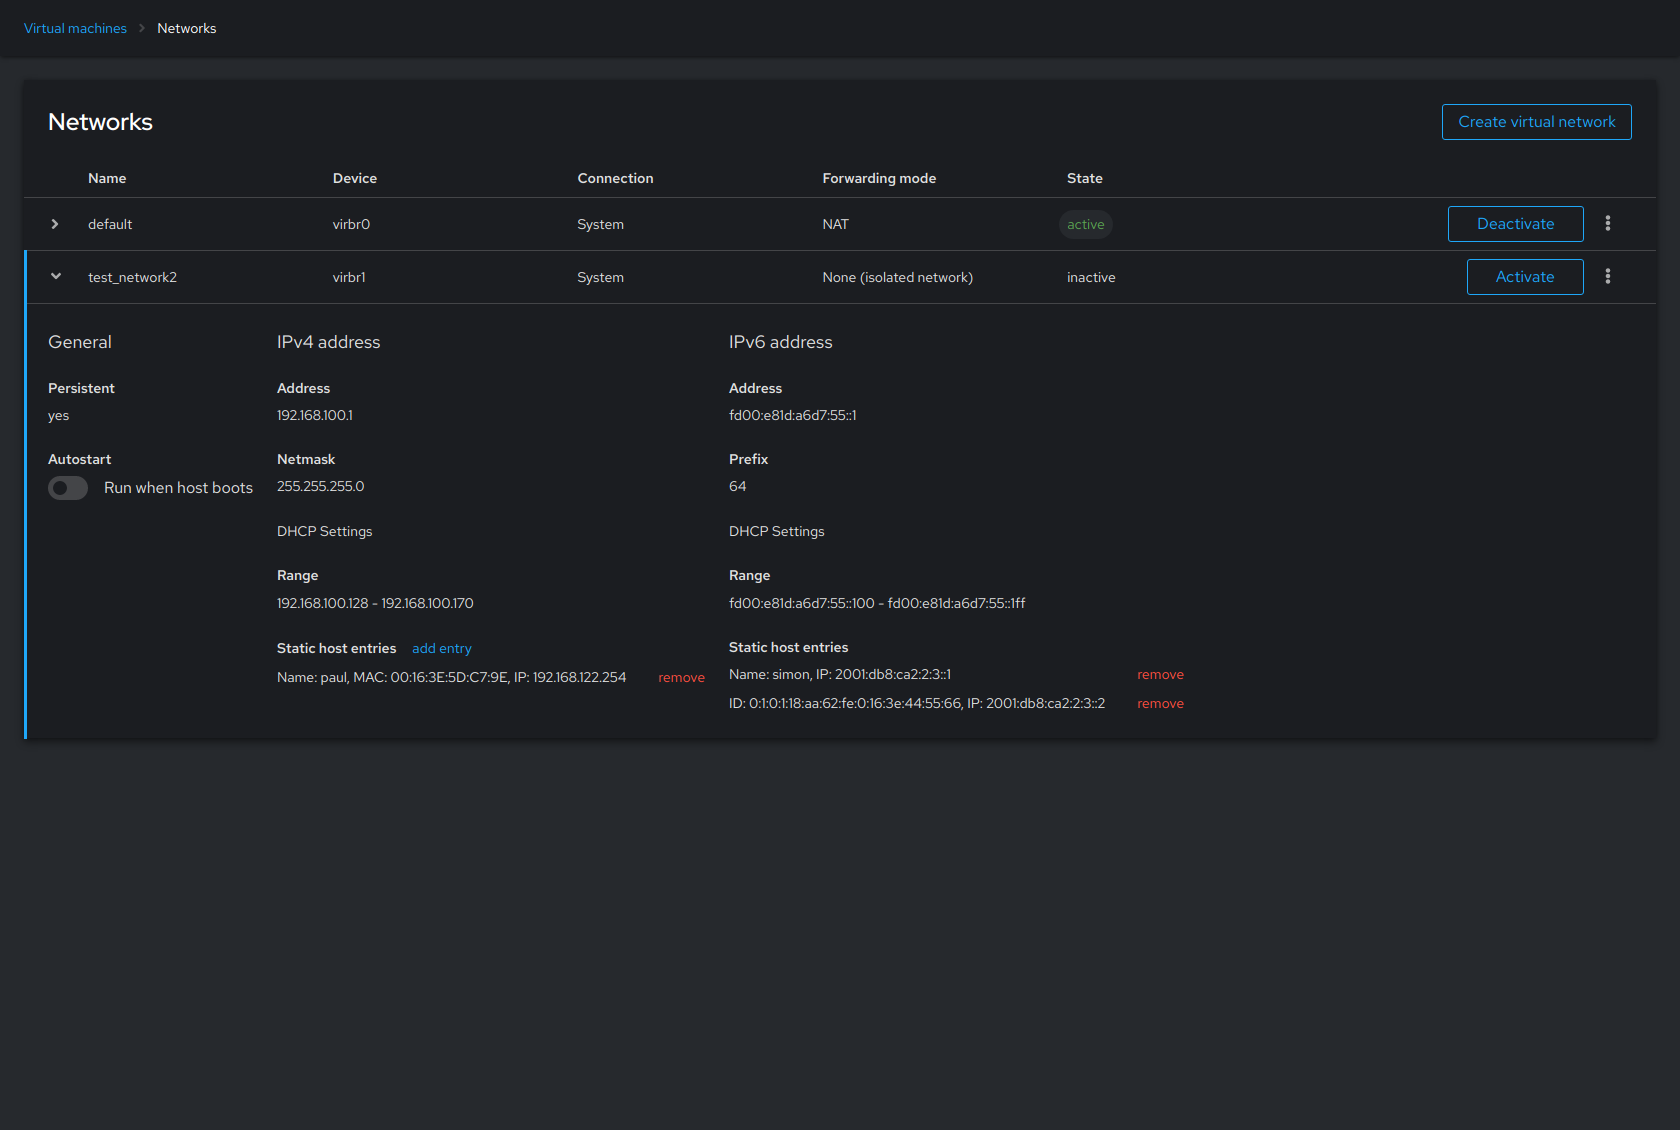 Virtual machines > Networks
Networks
Create virtual network
Name Device Connection Forwarding mode State
default virbr0 System NAT active Deactivate
test_network2 virbr1 System None (isolated network) inactive Activate
General
Persistent
yes
Autostart
Run when host boots
IPv4 address
Address
192.168.100.1
Netmask
255.255.255.0
DHCP Settings
Range
192.168.100.128 - 192.168.100.170
Static host entries add entry
Name: paul, MAC: 00:16:3E:5D:C7:9E, IP: 192.168.122.254 remove
IPv6 address
Address
fd00:e81d:a6d7:55::1
Prefix
64
DHCP Settings
Range
fd00:e81d:a6d7:55::100 - fd00:e81d:a6d7:55::1ff
Static host entries
Name: simon, IP: 2001:db8:ca2:2:3::1 remove
ID: 0:1:0:1:18:aa:62:fe:0:16:3e:44:55:66, IP: 2001:db8:ca2:2:3::2 remove